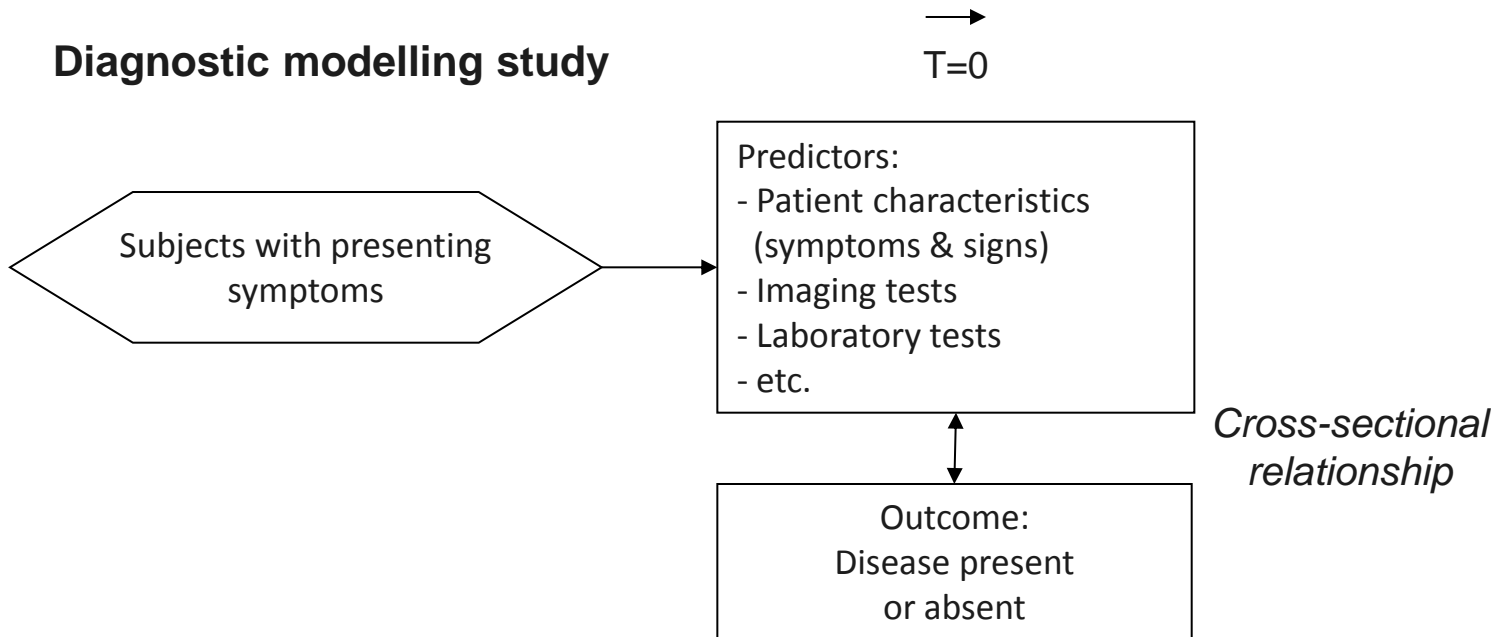 Diagnostic modelling study
T=0
Subjects with presenting
symptoms
Predictors:
- Patient characteristics
(symptoms & signs)
- Imaging tests
- Laboratory tests
- etc.
Cross-sectional
relationship
Outcome:
Disease present
or absent